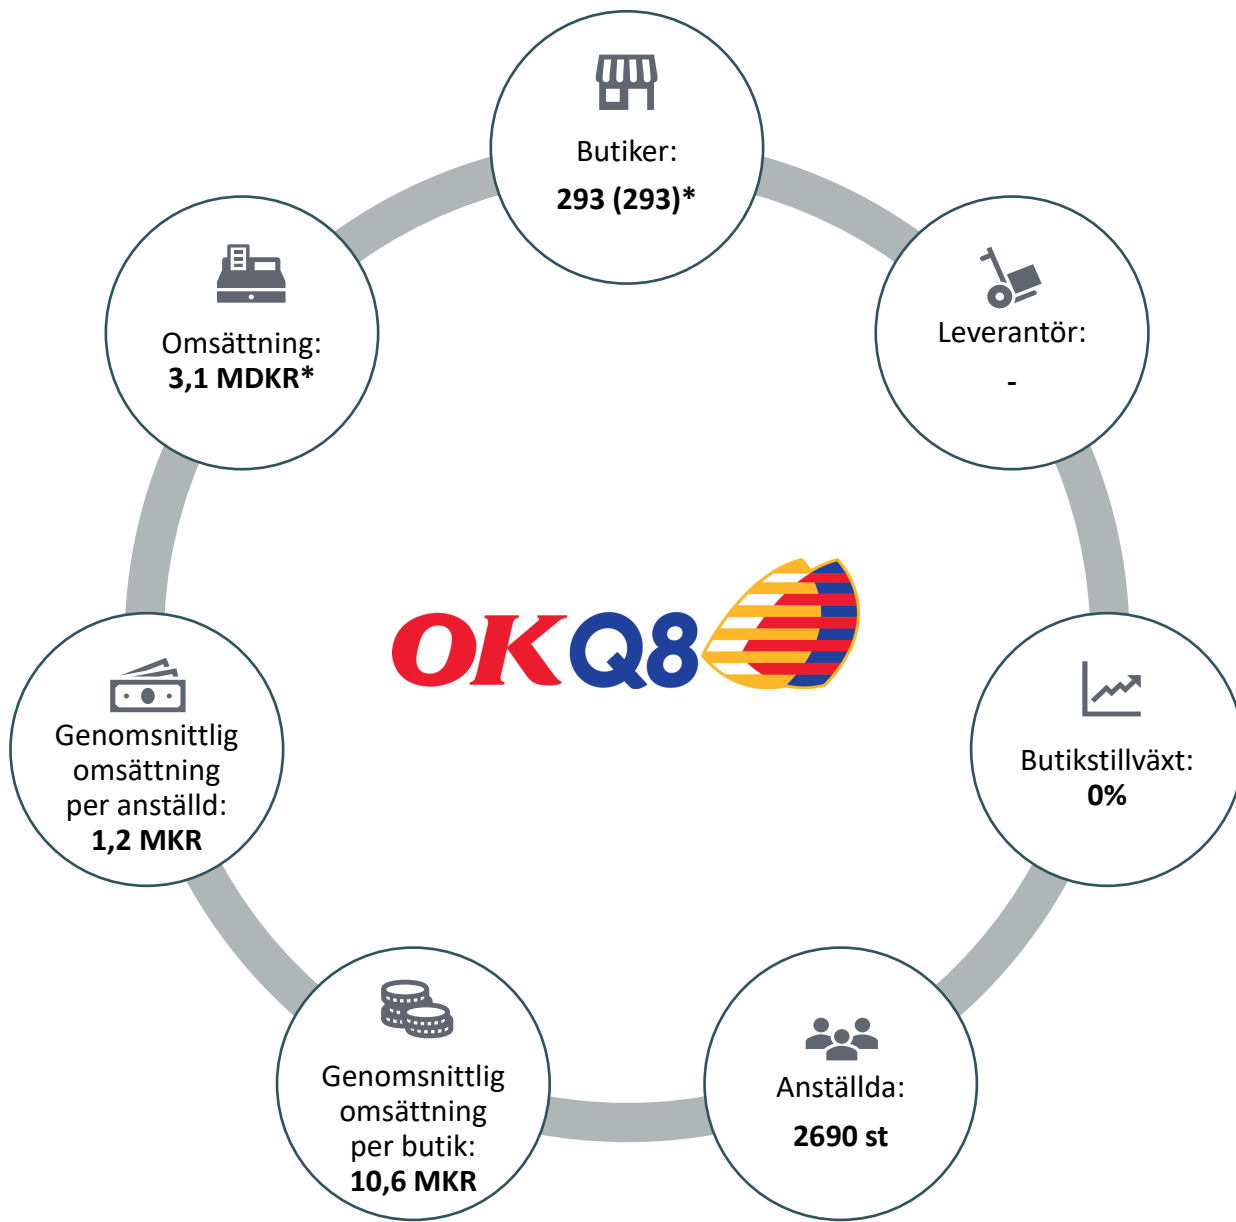 Butiker:
293 (293)*
Leverantör:
-
Butikstillväxt:
0%
Anställda:
2690 st
Genomsnittlig
omsättning
per butik:
10,6 MKR
Genomsnittlig
omsättning
per anställd:
1,2 MKR
Omsättning:
3,1 MDKR*
OKQ8